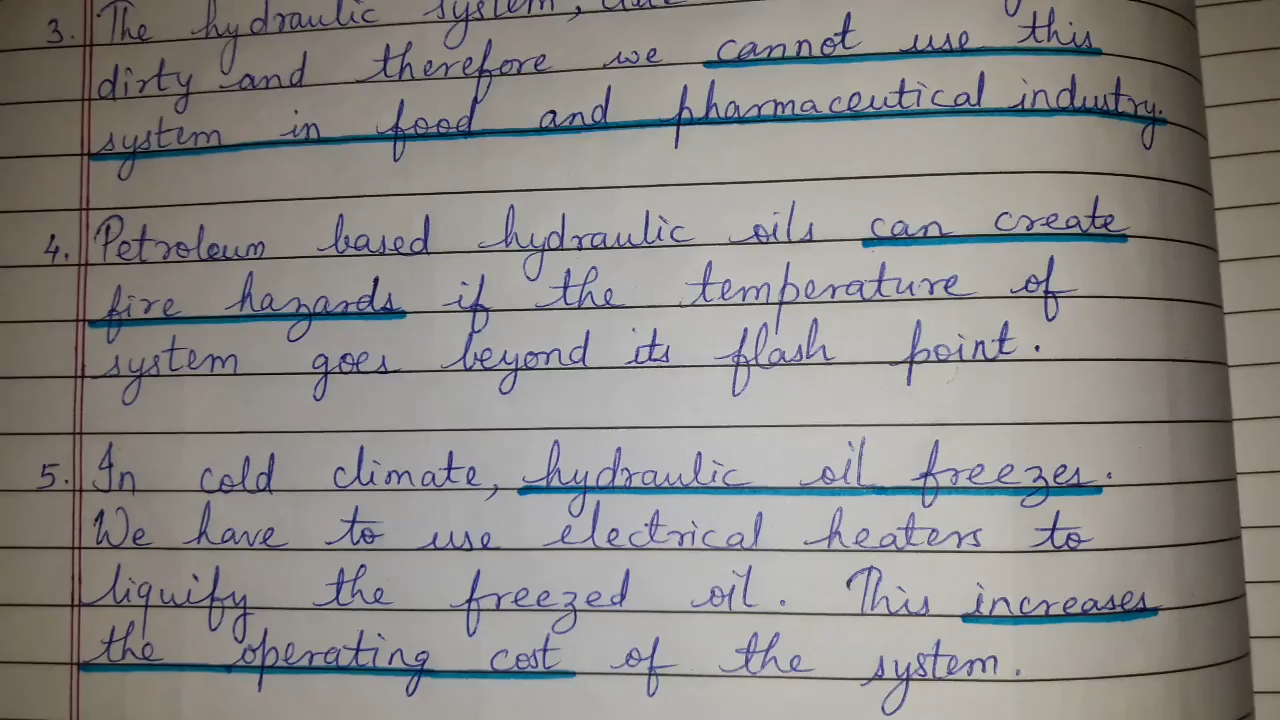 3. The hydraulic system,
dirty and therefore we cannot use this
system in food and pharmaceutical industry.
4. Petroleum based hydraulic oils can create
fire hazards if the temperature of
system goes beyond its flash point.
5. In cold climate, hydraulic oil freezes.
We have to use electrical heaters to
liquify the freezed oil. This increases
the operating cost of the system.